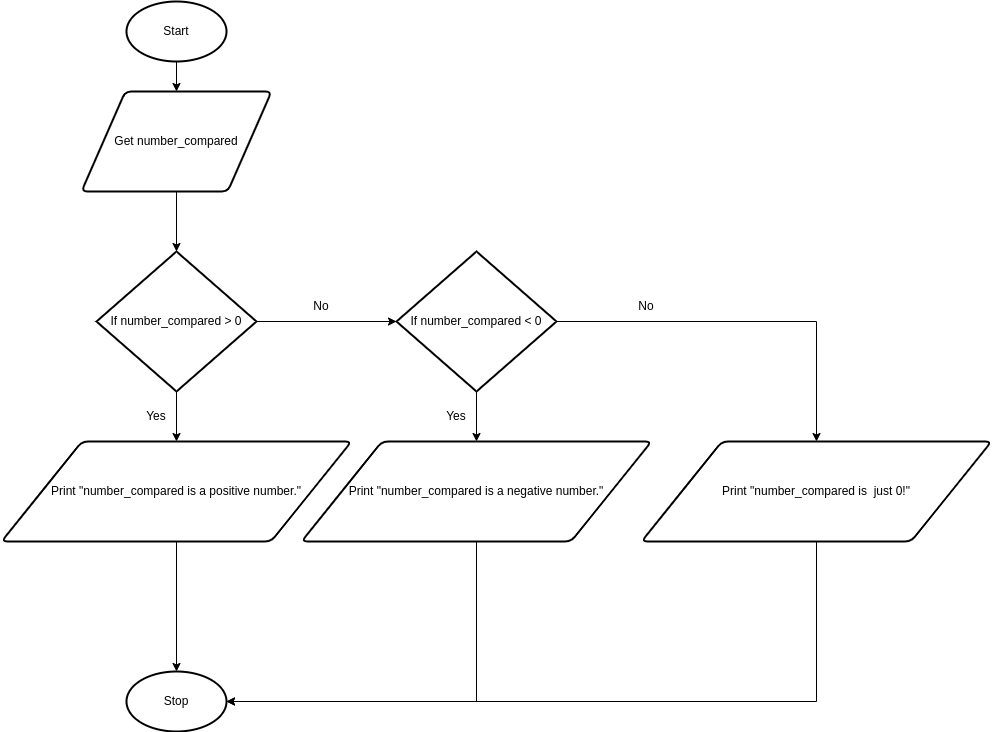 Start
Get number_compared
No
No
If number_compared > 0
If number_compared < 0
Yes
Yes
Print "number_compared is a positive number."
Print "number_compared is a negative number."
Print "number_compared is  just 0!"
Stop